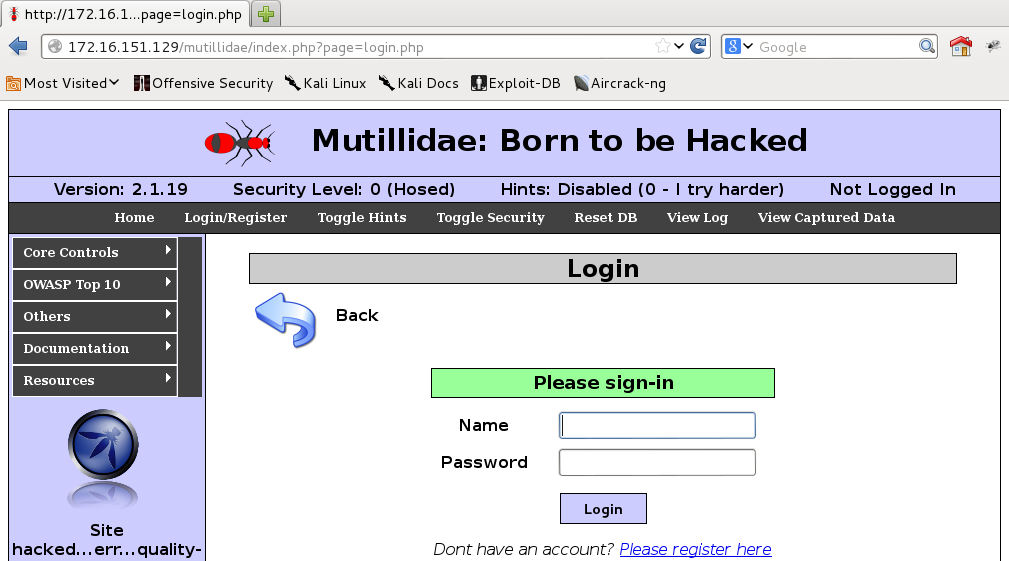 http://172.16.1...page=login.php
172.16.151.129/mutillidae/index.php?page=login.php
Google
Most Visited Offensive Security Kali Linux Kali Docs Exploit-DB Aircrack-ng
Mutillidae: Born to be Hacked
Version: 2.1.19 Security Level: 0 (Hosed) Hints: Disabled (0 - I try harder) Not Logged In
Home Login/Register Toggle Hints Toggle Security Reset DB View Log View Captured Data
Core Controls
OWASP Top 10
Others
Documentation
Resources
Site
hacked...err...quality-
Login
Back
Please sign-in
Name
Password
Login
Dont have an account? Please register here